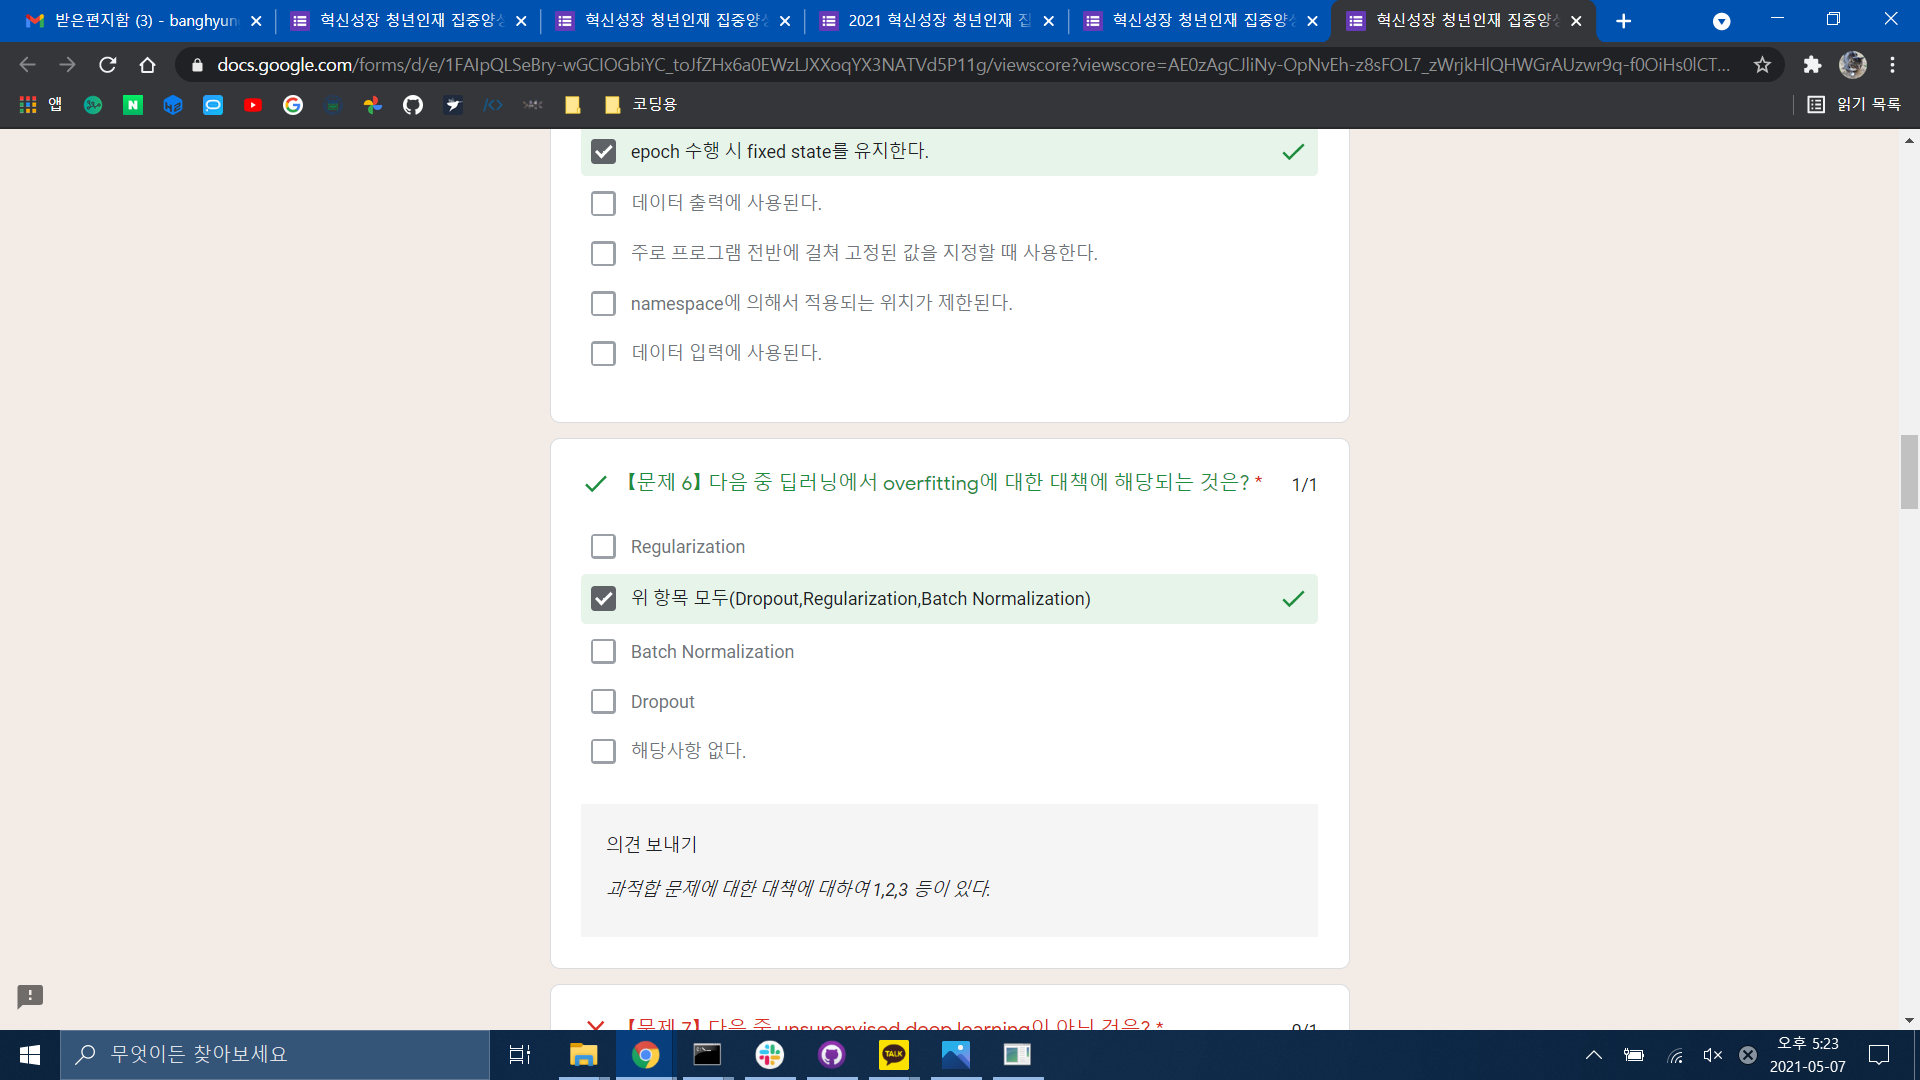 받은편지함 (3) - banghyun
혁신성장 청년인재 집중양성
혁신성장 청년인재 집중양성
2021 혁신성장 청년인재 집
혁신성장 청년인재 집중양성
혁신성장 청년인재 집중양성
docs.google.com/forms/d/e/1FAIpQLSeBry-wGCIOGbiYC_toJfZHx6a0EWzLJXXoqYX3NATVd5P11g/viewscore?viewscore=AE0zAgCJliNy-OpNvEh-z8sFOL7_zWrjkHlQHWGrAUzwr9q-f0OiHs0lCT...
앱
코딩용
읽기 목록
epoch 수행 시 fixed state를 유지한다.
데이터 출력에 사용된다.
주로 프로그램 전반에 걸쳐 고정된 값을 지정할 때 사용한다.
namespace에 의해서 적용되는 위치가 제한된다.
데이터 입력에 사용된다.
【문제 6】 다음 중 딥러닝에서 overfitting에 대한 대책에 해당되는 것은? * 1/1
Regularization
위 항목 모두(Dropout,Regularization,Batch Normalization)
Batch Normalization
Dropout
해당사항 없다.
의견 보내기
과적합 문제에 대한 대책에 대하여 1,2,3 등이 있다.
【문제 7】 다음 중 unsupervised deep learning이 아닌 것은? * 0/1
무엇이든 찾아보세요
TALK
오후 5:23
2021-05-07